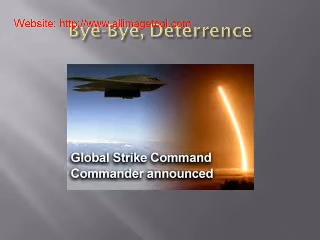 Website: http://www.allimagetool.com
Bye-Bye, Deterrence
Global Strike Command
Commander announced